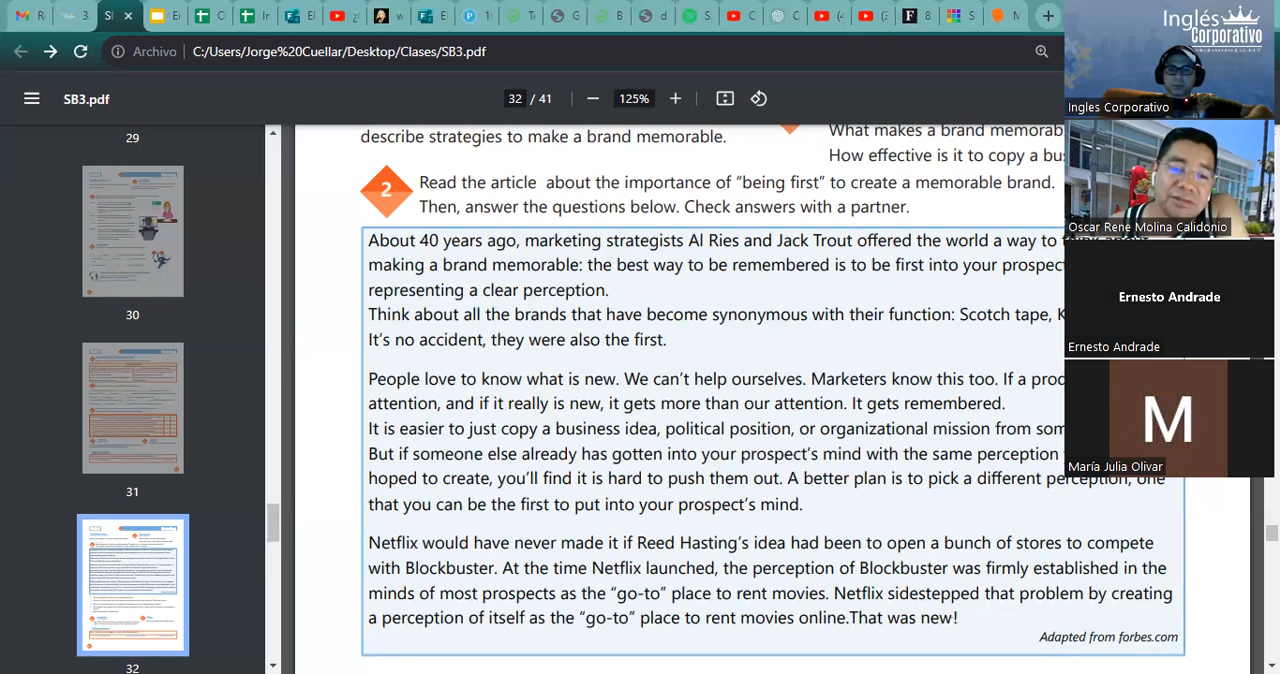 R
3.
SI
E
C
In
El
¿
w
E
1
T
G
B
d
S
C
C
(
(
8
S
M
Archivo
C:/Users/Jorge%20Cuellar/Desktop/Clases/SB3.pdf
SB3.pdf
32 / 41
125%
29
30
31
32
describe strategies to make a brand memorable.
What makes a brand memorab
How effective is it to copy a bus
2
Read the article about the importance of "being first" to create a memorable brand.
Then, answer the questions below. Check answers with a partner.
About 40 years ago, marketing strategists Al Ries and Jack Trout offered the world a way to
making a brand memorable: the best way to be remembered is to be first into your prospec
representing a clear perception.
Think about all the brands that have become synonymous with their function: Scotch tape, K
It's no accident, they were also the first.
People love to know what is new. We can't help ourselves. Marketers know this too. If a prod
attention, and if it really is new, it gets more than our attention. It gets remembered.
It is easier to just copy a business idea, political position, or organizational mission from som
But if someone else already has gotten into your prospect's mind with the same perception
hoped to create, you'll find it is hard to push them out. A better plan is to pick a different perception, one
that you can be the first to put into your prospect's mind.
Netflix would have never made it if Reed Hasting's idea had been to open a bunch of stores to compete
with Blockbuster. At the time Netflix launched, the perception of Blockbuster was firmly established in the
minds of most prospects as the "go-to" place to rent movies. Netflix sidestepped that problem by creating
a perception of itself as the "go-to" place to rent movies online.That was new!
Adapted from forbes.com
Inglés
Corporativo
Ingles Corporativo
Oscar Rene Molina Calidonio
Ernesto Andrade
Ernesto Andrade
M
María Julia Olivar